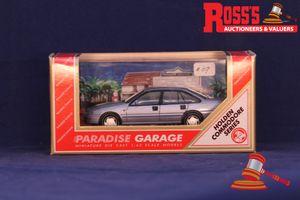 ROSS'S
AUCTIONEERS & VALUERS
PARADISE GARAGE
MINIATURE DIE CAST 1:43 SCALE MODELS
HOLDEN
COMMODORE
SERIES